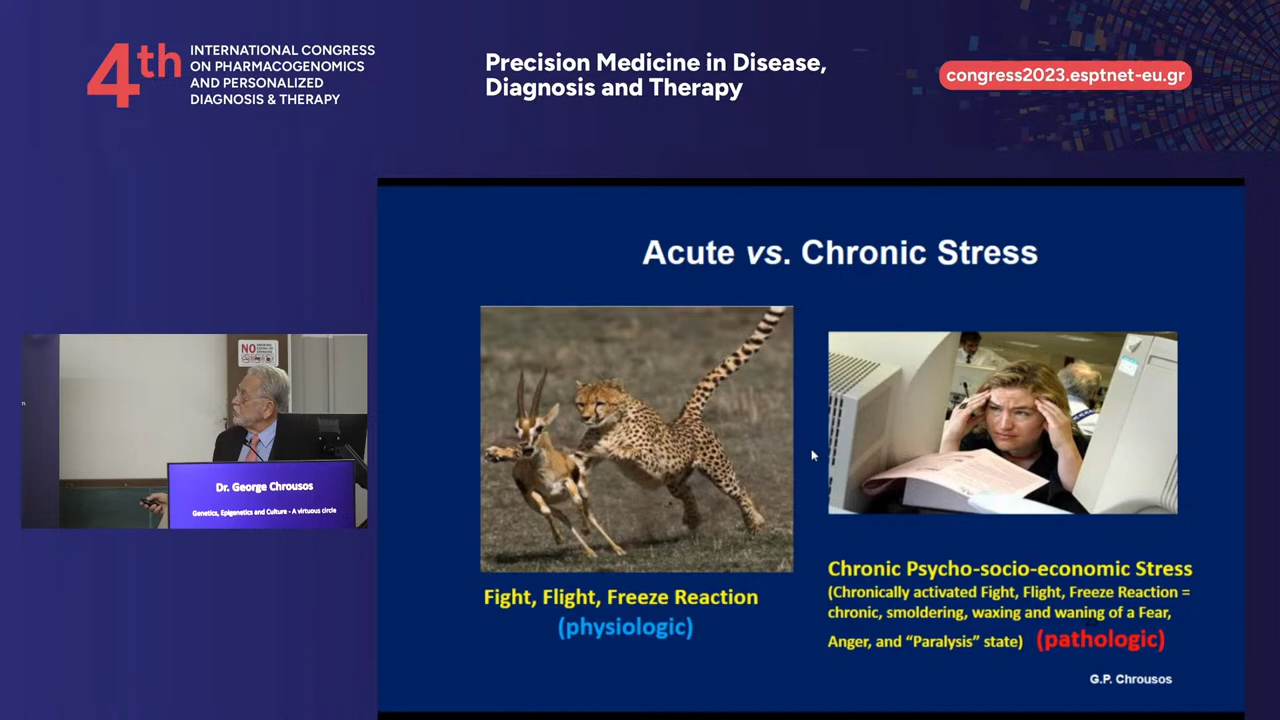 4th
INTERNATIONAL CONGRESS
ON PHARMACOGENOMICS
AND PERSONALIZED
DIAGNOSIS & THERAPY
Precision Medicine in Disease,
Diagnosis and Therapy
congress2023.esptnet-eu.gr
Acute vs. Chronic Stress
Fight, Flight, Freeze Reaction
(physiologic)
Chronic Psycho-socio-economic Stress
(Chronically activated Fight, Flight, Freeze Reaction =
chronic, smoldering, waxing and waning of a Fear,
Anger, and “Paralysis” state) (pathologic)
G.P. Chrousos
NO
Dr. George Chrousos
Genetics, Epigenetics and Culture - A virtuous circle